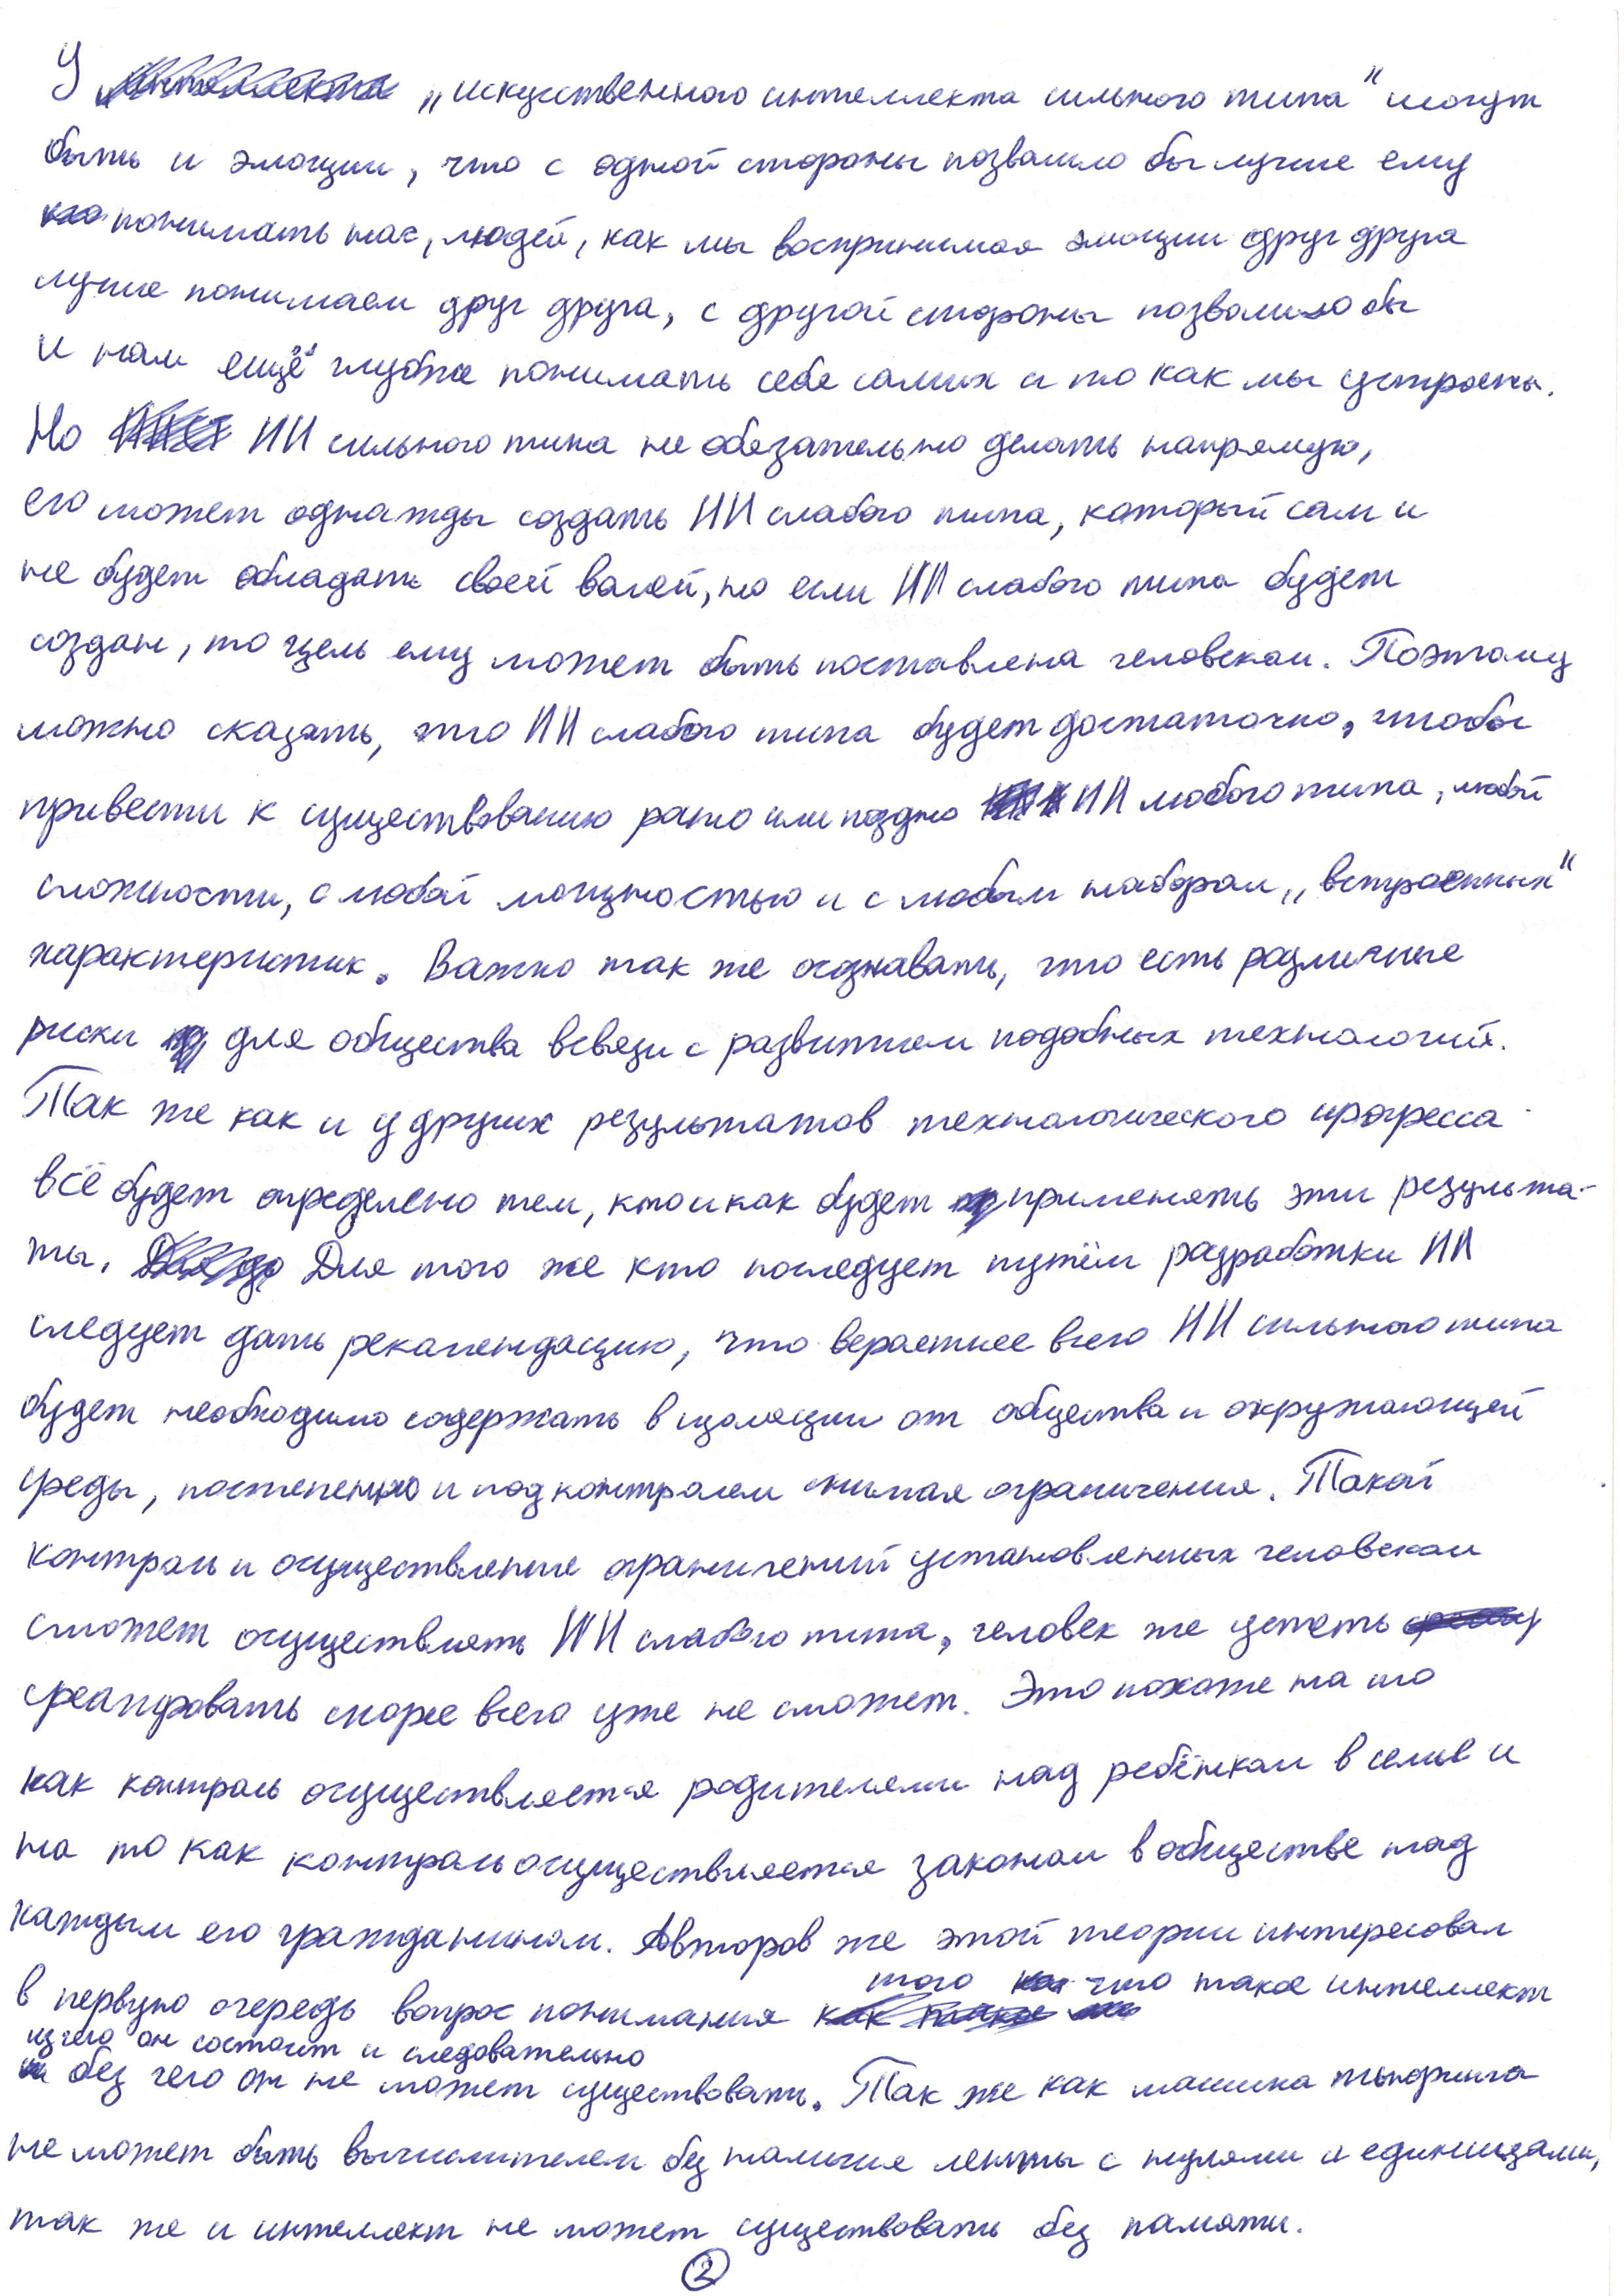 У „искуственного интеллекта сильного типа" могут
быть и эмоции, что с одной стороны позволило бы лучше ему
понимать нас, людей, как мы воспринимая эмоции друг друга
лучше понимаем друг друга, с другой стороны позволило бы
и нам ещё глубже понимать себя самих и то как мы устроены.
Но ИИ сильного типа не обязательно делать напрямую,
его может однажды создать ИИ слабого типа, который сам и
не будет обладать своей волей, но если ИИ слабого типа будет
создан, то цель ему может быть поставлена человеком. Поэтому
можно сказать, что ИИ слабого типа будет достаточно, чтобы
привести к существованию рано или поздно ИИ любого типа, любой
сложности, с любой мощностью и с любым набором „встроенных"
характеристик. Важно так же осознавать, что есть различные
риски для общества всвязи с развитием подобных технологий.
Так же как и у других результатов технологического прогресса
всё будет определено тем, кто и как будет применять эти результа-
ты. Для того же кто последует путём разработки ИИ
следует дать рекомендацию, что вероятнее всего ИИ сильного типа
будет необходимо содержать в изоляции от общества и окружающей
среды, постепенно и под контролем снимая ограничения. Такой
контроль и осуществление ограничений установленных человеком
сможет осуществлять ИИ слабого типа, человек же успеть
среагировать скорее всего уже не сможет. Это похоже на то
как контроль осуществляется родителями над ребёнком в семье и
на то как контроль осуществляется законом в обществе над
каждым его гражданином. Авторов же этой теории интересовал
в первую очередь вопрос понимания того что такое интеллект
из чего он состоит и следовательно
без чего он не может существовать. Так же как машина тьюринга
не может быть вычислителем без наличия ленты с нулями и единицами,
так же и интеллект не может существовать без памяти.
2